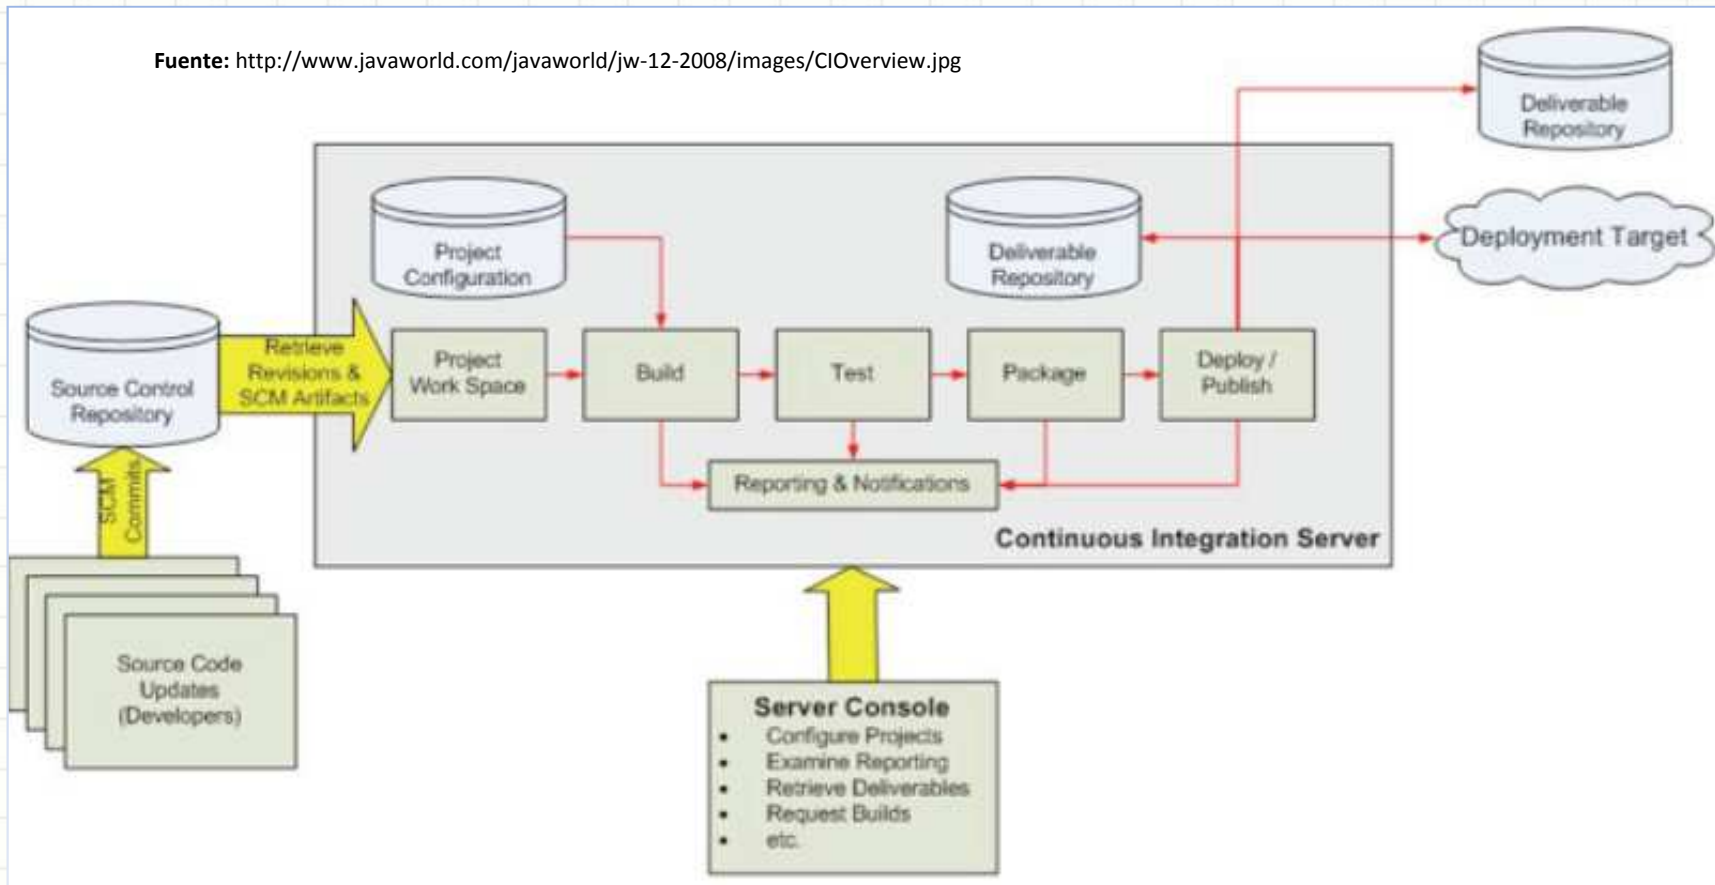 Fuente: http://www.javaworld.com/javaworld/jw-12-2008/images/CIOverview.jpg
Deliverable
Repository
Project
Configuration
Deliverable
Repository
Deployment Target
Source Control
Repository
Retrieve
Revisions &
SCM Artifacts
Project
Work Space
Build
Test
Package
Deploy /
Publish
Reporting & Notifications
Continuous Integration Server
SCM
Commits
Source Code
Updates
(Developers)
Server Console
• Configure Projects
• Examine Reporting
• Retrieve Deliverables
• Request Builds
• etc.